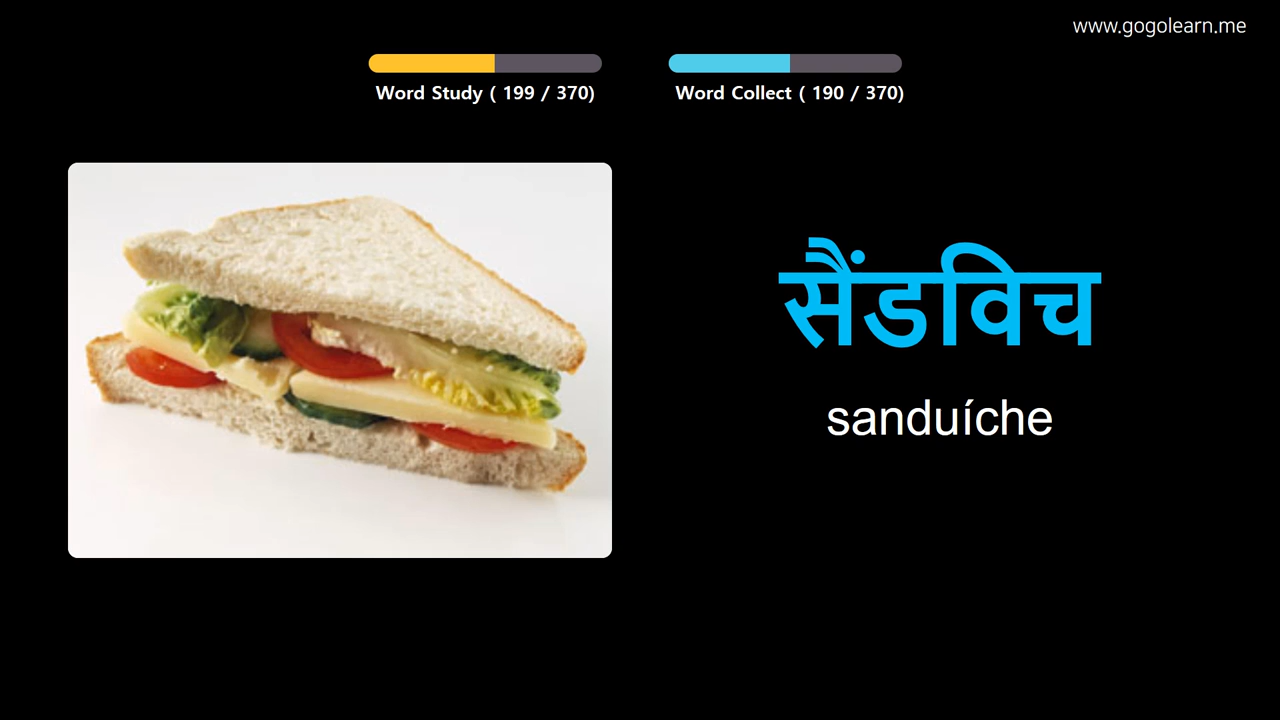 www.gogolearn.me
Word Study ( 199 / 370)
Word Collect ( 190 / 370)
सैंडविच
sanduíche